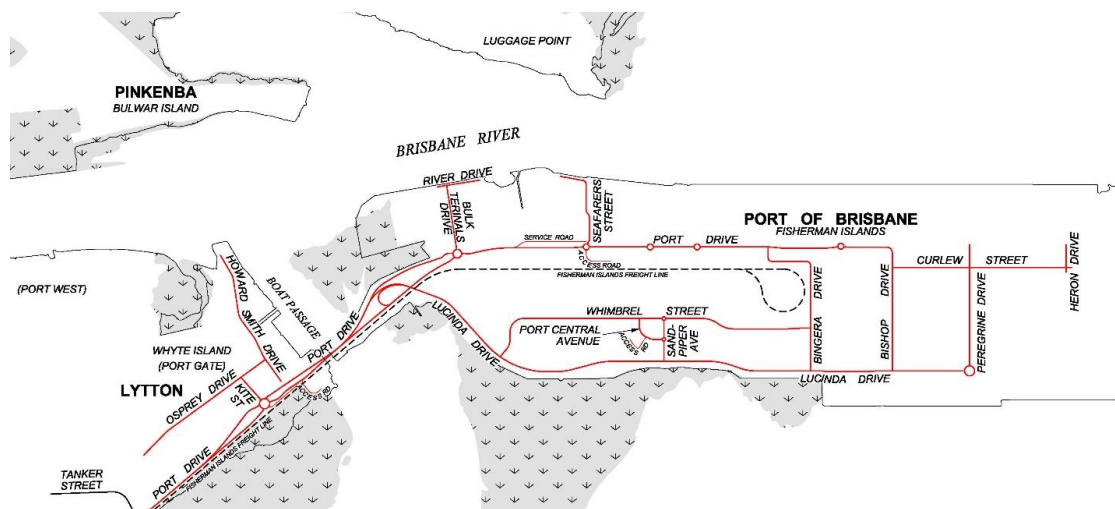 LUGGAGE POINT
PINKENBA
BULWAR ISLAND
BRISBANE RIVER
RIVER DRIVE
BULK
TERINALS
DRIVE
SEAFARERS
STREET
SERVICE ROAD
PORT DRIVE
PORT OF BRISBANE
FISHERMAN ISLANDS
ACCESS ROAD
FISHERMAN ISLANDS FREIGHT LINE
CURLEW STREET
HERON DRIVE
PEREGRINE DRIVE
BISHOP DRIVE
BINGERA DRIVE
(PORT WEST)
HOWARD SMITH DRIVE
BOAT PASSAGE
WHYTE ISLAND
(PORT GATE)
LYTTON
OSPREY DRIVE
KITE
ST
PORT DRIVE
ACCESS RD
LUCINDA DRIVE
WHIMBREL STREET
PORT CENTRAL
AVENUE
ACCESS RD
SAND-
PIPER
AVE
LUCINDA DRIVE
TANKER
STREET
PORT DRIVE
FISHERMAN ISLANDS FREIGHT LINE